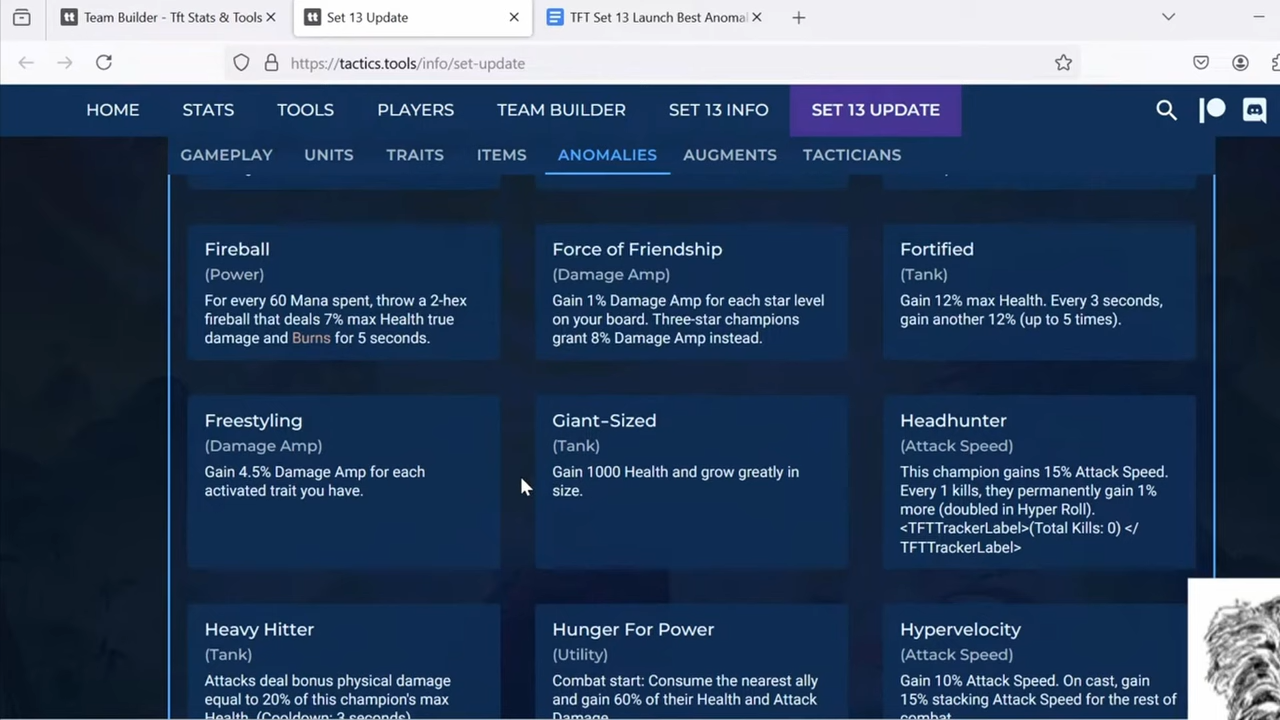 Team Builder - Tft Stats & Tools
Set 13 Update
TFT Set 13 Launch Best Anomal
https://tactics.tools/info/set-update
HOME
STATS
TOOLS
PLAYERS
TEAM BUILDER
SET 13 INFO
SET 13 UPDATE
GAMEPLAY
UNITS
TRAITS
ITEMS
ANOMALIES
AUGMENTS
TACTICIANS
Fireball
(Power)
For every 60 Mana spent, throw a 2-hex
fireball that deals 7% max Health true
damage and Burns for 5 seconds.
Force of Friendship
(Damage Amp)
Gain 1% Damage Amp for each star level
on your board. Three-star champions
grant 8% Damage Amp instead.
Fortified
(Tank)
Gain 12% max Health. Every 3 seconds,
gain another 12% (up to 5 times).
Freestyling
(Damage Amp)
Gain 4.5% Damage Amp for each
activated trait you have.
Giant-Sized
(Tank)
Gain 1000 Health and grow greatly in
size.
Headhunter
(Attack Speed)
This champion gains 15% Attack Speed.
Every 1 kills, they permanently gain 1%
more (doubled in Hyper Roll).
<TFTTrackerLabel>(Total Kills: 0) </
TFTTrackerLabel>
Heavy Hitter
(Tank)
Attacks deal bonus physical damage
equal to 20% of this champion's max
Health. (Cooldown: 3 seconds)
Hunger For Power
(Utility)
Combat start: Consume the nearest ally
and gain 60% of their Health and Attack
Damage.
Hypervelocity
(Attack Speed)
Gain 10% Attack Speed. On cast, gain
15% stacking Attack Speed for the rest of
combat.